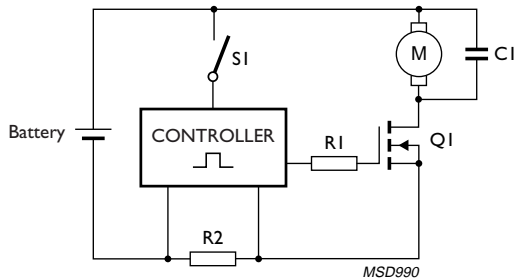 S1
M
C1
Battery
CONTROLLER
R1
Q1
R2
MSD990